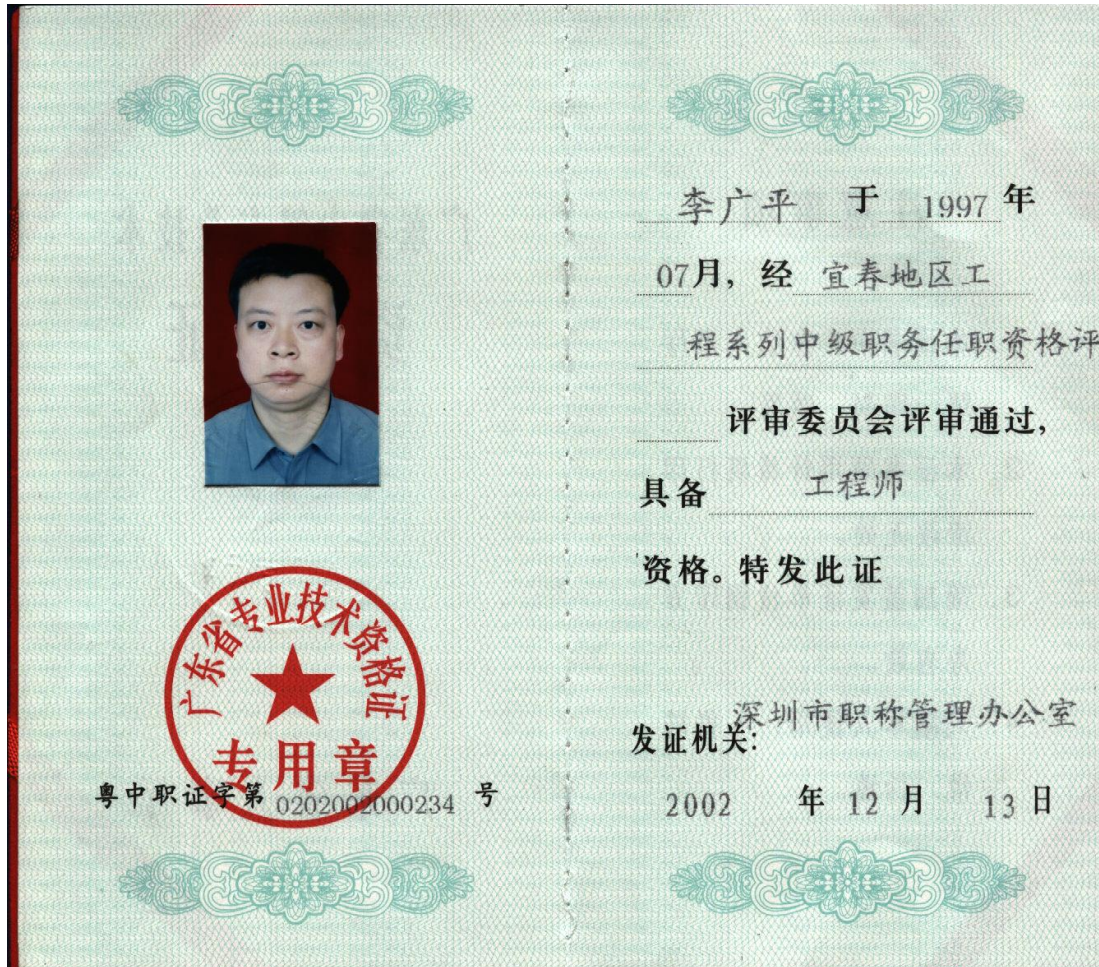 广东省专业技术资格证
专用章
粤中职证字第 0202002000234 号
李广平 于 1997 年
07月，经 宜春地区工
程系列中级职务任职资格评
评审委员会评审通过，
具备 工程师
资格。特发此证
发证机关：深圳市职称管理办公室
2002 年 12 月 13 日